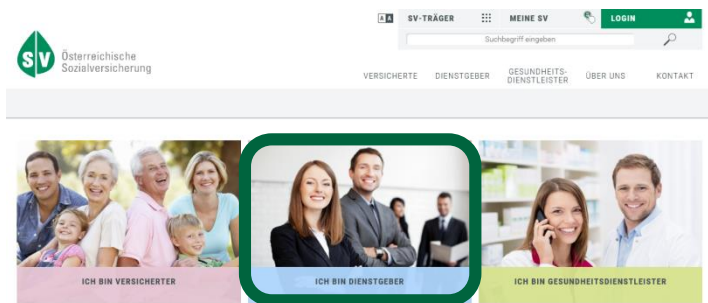 SV-TRÄGER MEINE SV LOGIN
Suchbegriff eingeben
SV
Österreichische
Sozialversicherung
VERSICHERTE DIENSTGEBER GESUNDHEITS-
DIENSTLEISTER ÜBER UNS KONTAKT
ICH BIN VERSICHERTER ICH BIN DIENSTGEBER ICH BIN GESUNDHEITSDIENSTLEISTER